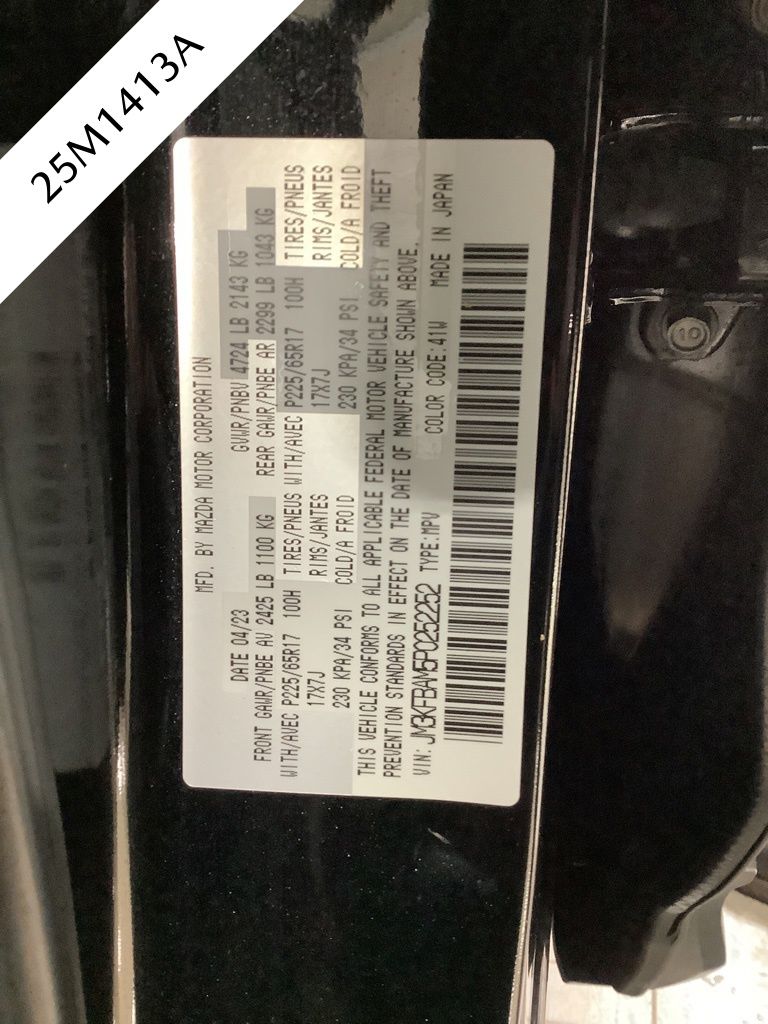 25M1413A
MFD. BY MAZDA MOTOR CORPORATION
DATE 04/23 GVWR/PNBV 4724 LB 2143 KG
FRONT GAWR/PNBE AV 2425 LB 1100 KG REAR GAWR/PNBE AR 2299 LB 1043 KG
WITH/AVEC P225/65R17 100H TIRES/PNEUS WITH/AVEC P225/65R17 100H TIRES/PNEUS
17X7J RIMS/JANTES 17X7J RIMS/JANTES
230 KPA/34 PSI COLD/A FROID 230 KPA/34 PSI COLD/A FROID
THIS VEHICLE CONFORMS TO ALL APPLICABLE FEDERAL MOTOR VEHICLE SAFETY AND THEFT
PREVENTION STANDARDS IN EFFECT ON THE DATE OF MANUFACTURE SHOWN ABOVE.
VIN: JM3KFBAM5P0252252 TYPE:MPV COLOR CODE:41W MADE IN JAPAN
10